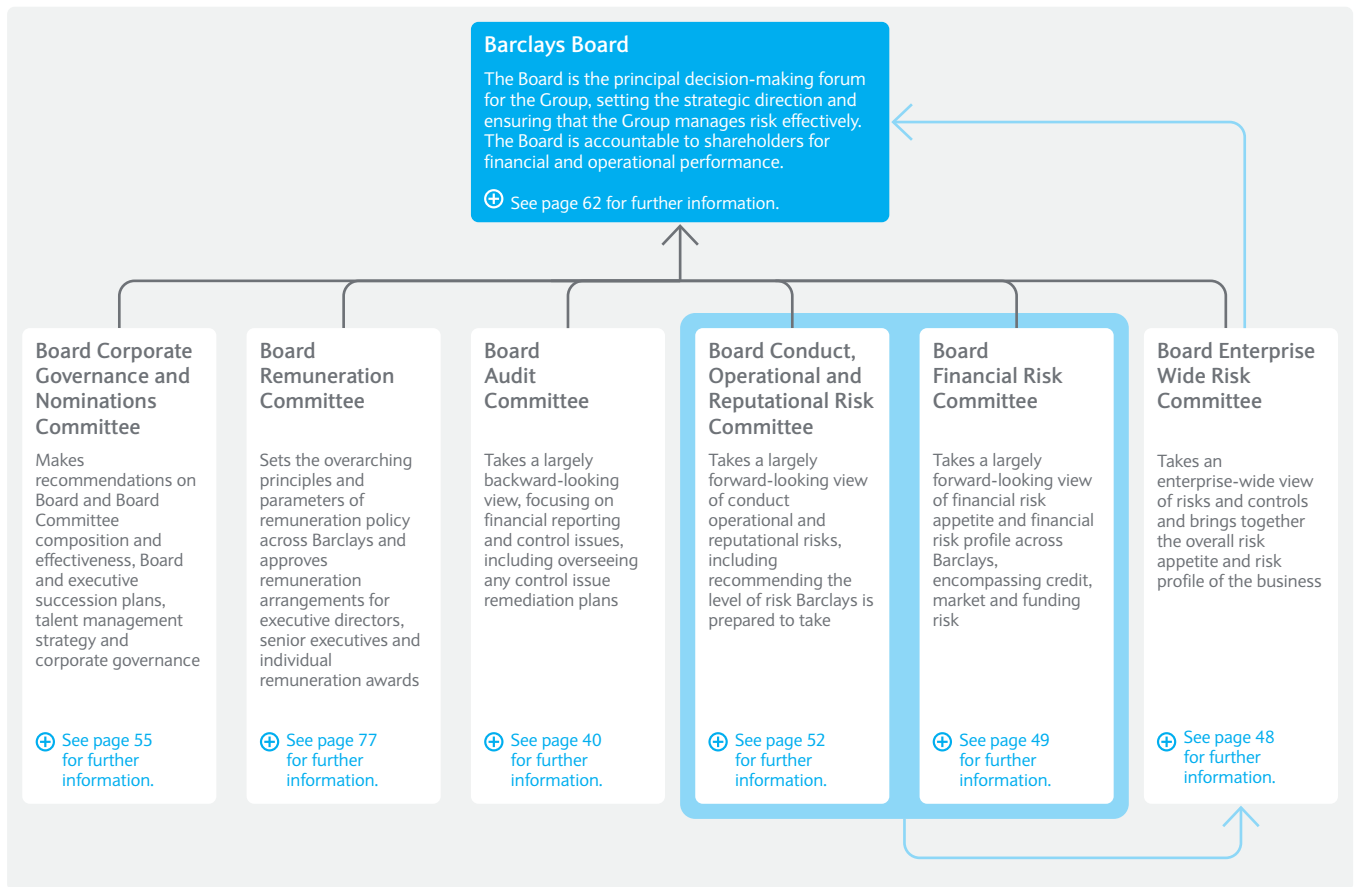 Barclays Board
The Board is the principal decision-making forum
for the Group, setting the strategic direction and
ensuring that the Group manages risk effectively.
The Board is accountable to shareholders for
financial and operational performance.
See page 62 for further information.
Board Corporate
Governance and
Nominations
Committee
Makes
recommendations on
Board and Board
Committee
composition and
effectiveness, Board
and executive
succession plans,
talent management
strategy and
corporate governance
See page 55
for further
information.
Board
Remuneration
Committee
Sets the overarching
principles and
parameters of
remuneration policy
across Barclays and
approves
remuneration
arrangements for
executive directors,
senior executives and
individual
remuneration awards
See page 77
for further
information.
Board
Audit
Committee
Takes a largely
backward-looking
view, focusing on
financial reporting
and control issues,
including overseeing
any control issue
remediation plans
See page 40
for further
information.
Board Conduct,
Operational and
Reputational Risk
Committee
Takes a largely
forward-looking view
of conduct
operational and
reputational risks,
including
recommending the
level of risk Barclays is
prepared to take
See page 52
for further
information.
Board
Financial Risk
Committee
Takes a largely
forward-looking view
of financial risk
appetite and financial
risk profile across
Barclays,
encompassing credit,
market and funding
risk
See page 49
for further
information.
Board Enterprise
Wide Risk
Committee
Takes an
enterprise-wide view
of risks and controls
and brings together
the overall risk
appetite and risk
profile of the business
See page 48
for further
information.